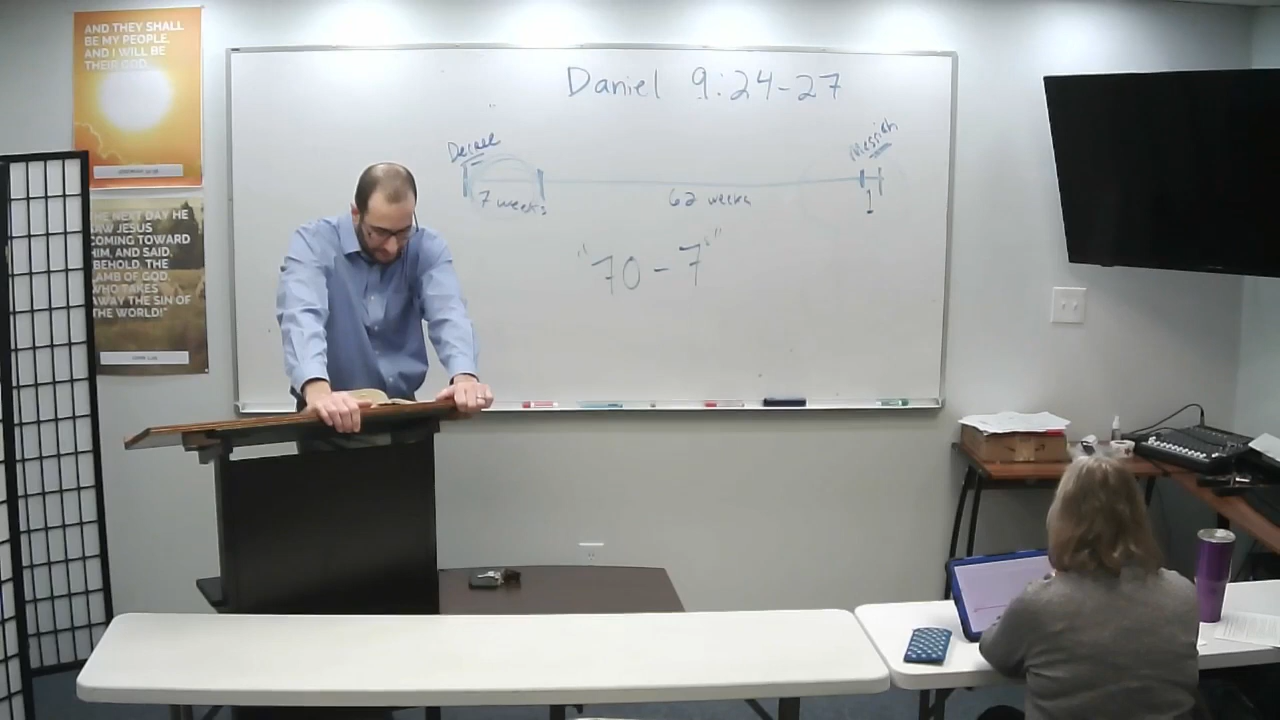 AND THEY SHALL
BE MY PEOPLE,
AND I WILL BE
THEIR GOD.
THE NEXT DAY HE
SAW JESUS
COMING TOWARD
HIM, AND SAID,
"BEHOLD, THE
LAMB OF GOD,
WHO TAKES
AWAY THE SIN OF
THE WORLD!"
Daniel 9:24-27
Decree
Messiah
7 weeks
62 weeks
1
"70-7's"